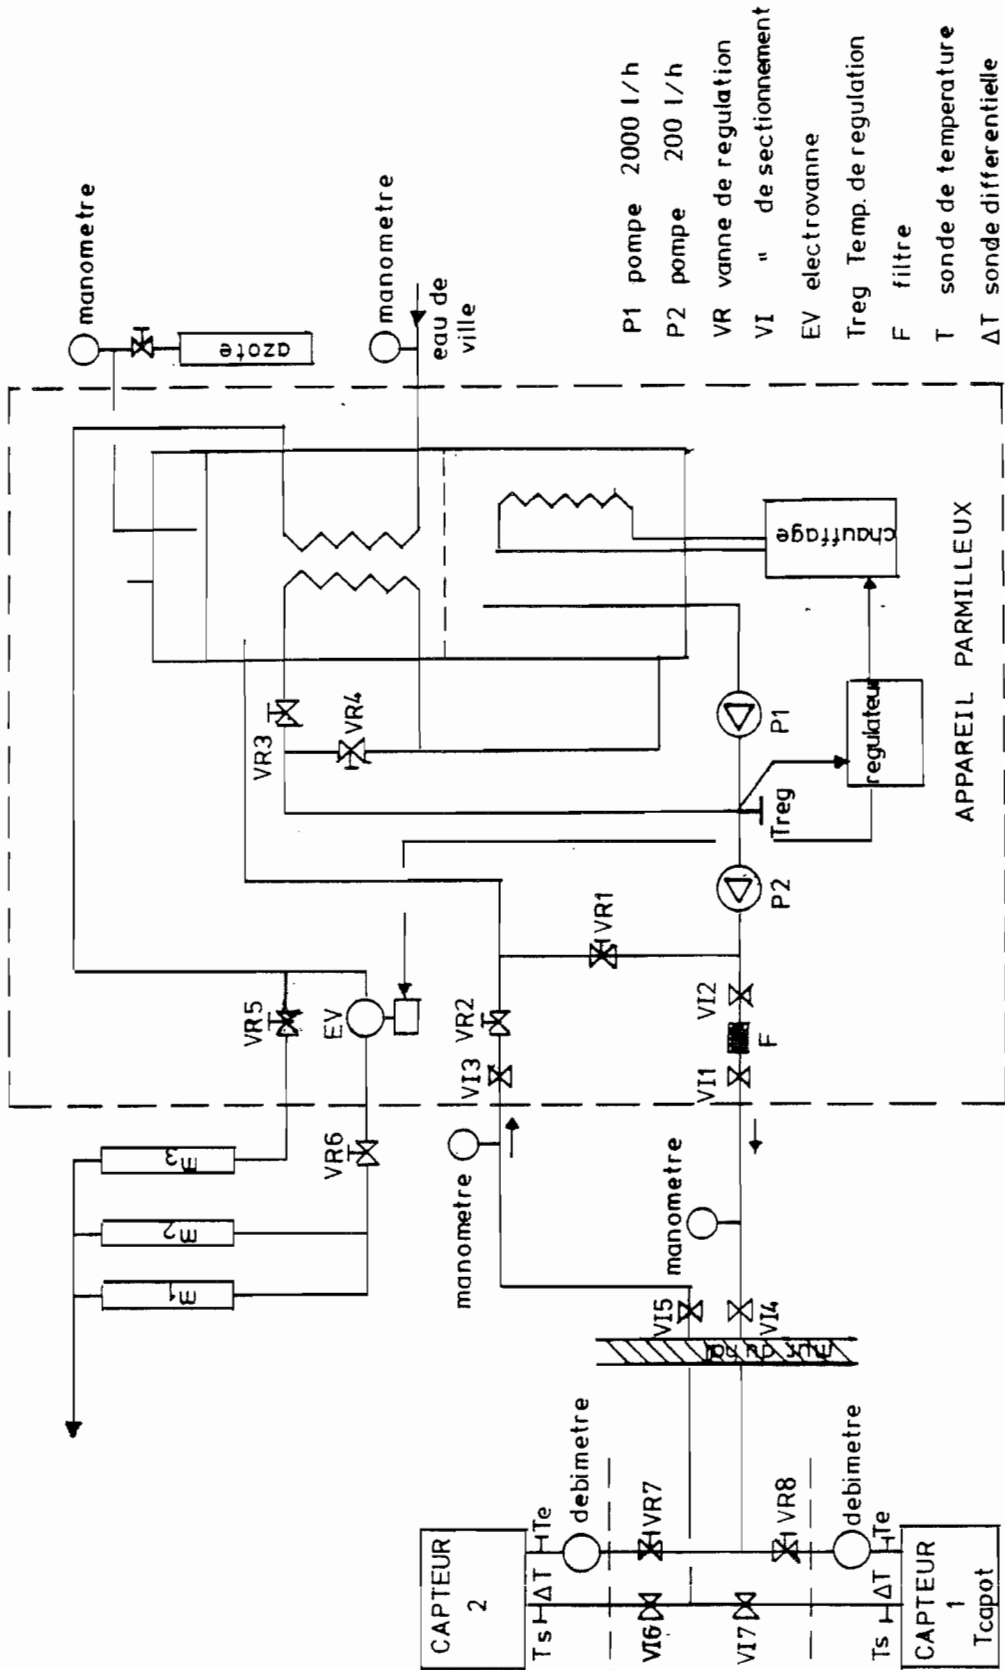 manometre
azote
manometre
eau de
ville
chauffage
regulateur
APPAREIL PARMILLEUX
VR3
VR4
P1
Treg
P2
VR1
VR5
EV
VR2
VI3
VI2
F
VI1
VR6
m3
m2
m1
manometre
manometre
VI5
VI4
mur du hall
debimetre
debimetre
VR7
VR8
VI6
VI7
Te
ΔT
Ts
Te
ΔT
Ts
CAPTEUR
2
CAPTEUR
1
Tcapot
P1 pompe 2000 l/h
P2 pompe 200 l/h
VR vanne de regulation
VI " de sectionnement
EV electrovanne
Treg Temp. de regulation
F filtre
T sonde de temperature
ΔT sonde differentielle